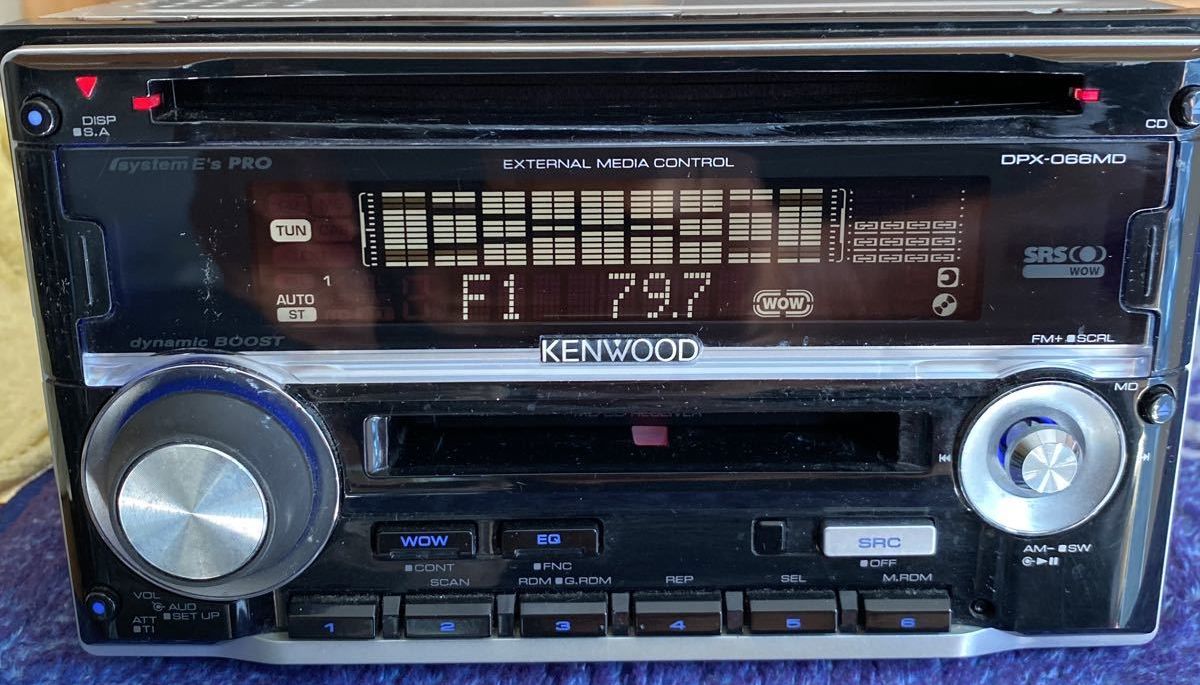 DISP
■S.A
CD
system E's PRO
EXTERNAL MEDIA CONTROL
DPX-066MD
TUN
SRS
WOW
1
AUTO
ST
F1 79.7
WOW
dynamic BOOST
KENWOOD
FM+ ■SCRL
MD
WOW
EQ
SRC
■CONT
■FNC
■OFF
AM- ■SW
SCAN
RDM ■G.RDM
REP
SEL
M.RDM
VOL
AUD
■SET UP
ATT
■TI
1
2
3
4
5
6